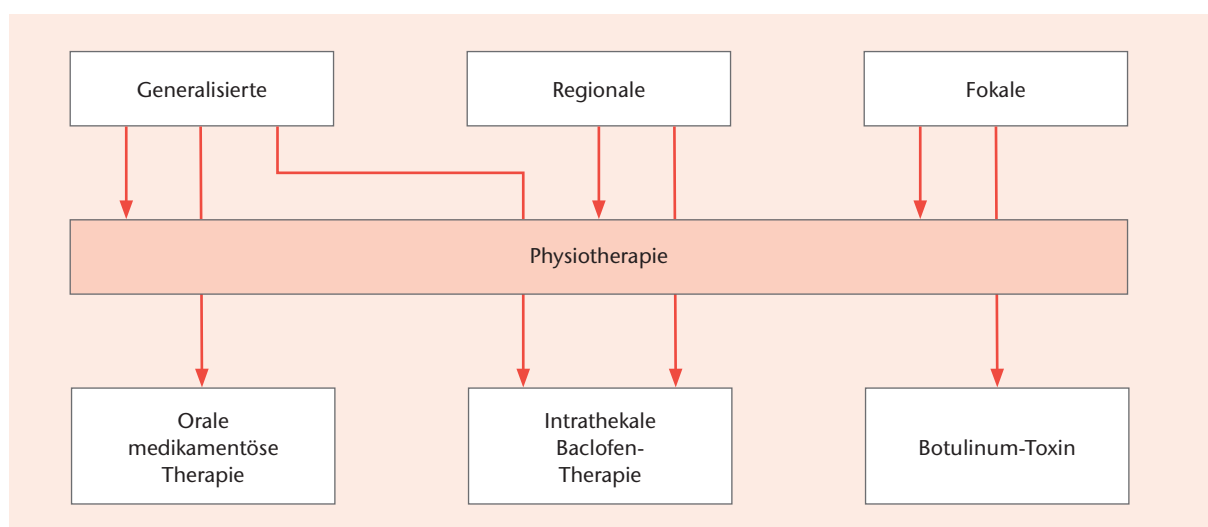 Generalisierte
Regionale
Fokale
Physiotherapie
Orale
medikamentöse
Therapie
Intrathekale
Baclofen-
Therapie
Botulinum-Toxin